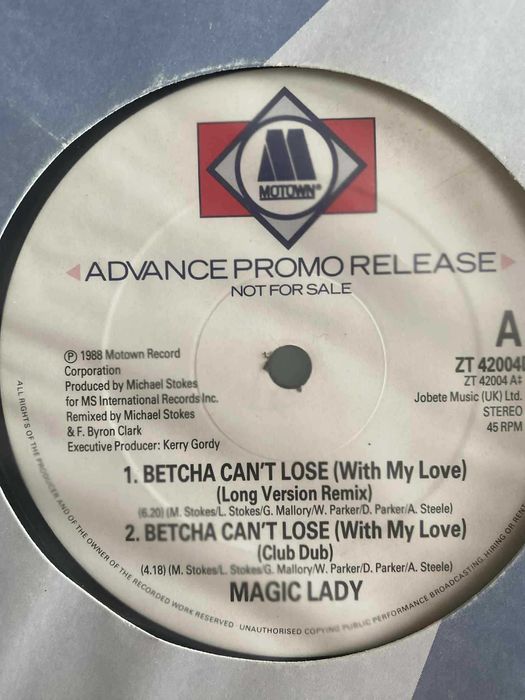 MOTOWN®
ADVANCE PROMO RELEASE
NOT FOR SALE
A
℗ 1988 Motown Record
Corporation
Produced by Michael Stokes
for MS International Records Inc.
Remixed by Michael Stokes
& F. Byron Clark
Executive Producer: Kerry Gordy
ZT 42004
ZT 42004 A‡
Jobete Music (UK) Ltd.
STEREO
45 RPM
1. BETCHA CAN'T LOSE (With My Love)
(Long Version Remix)
(6.20) (M. Stokes/L. Stokes/G. Mallory/W. Parker/D. Parker/A. Steele)
2. BETCHA CAN'T LOSE (With My Love)
(Club Dub)
(4.18) (M. Stokes/L. Stokes/G. Mallory/W. Parker/D. Parker/A. Steele)
MAGIC LADY
ALL RIGHTS OF THE PRODUCER AND OF THE OWNER OF THE RECORDED WORK RESERVED UNAUTHORISED COPYING PUBLIC PERFORMANCE BROADCASTING, HIRING OR